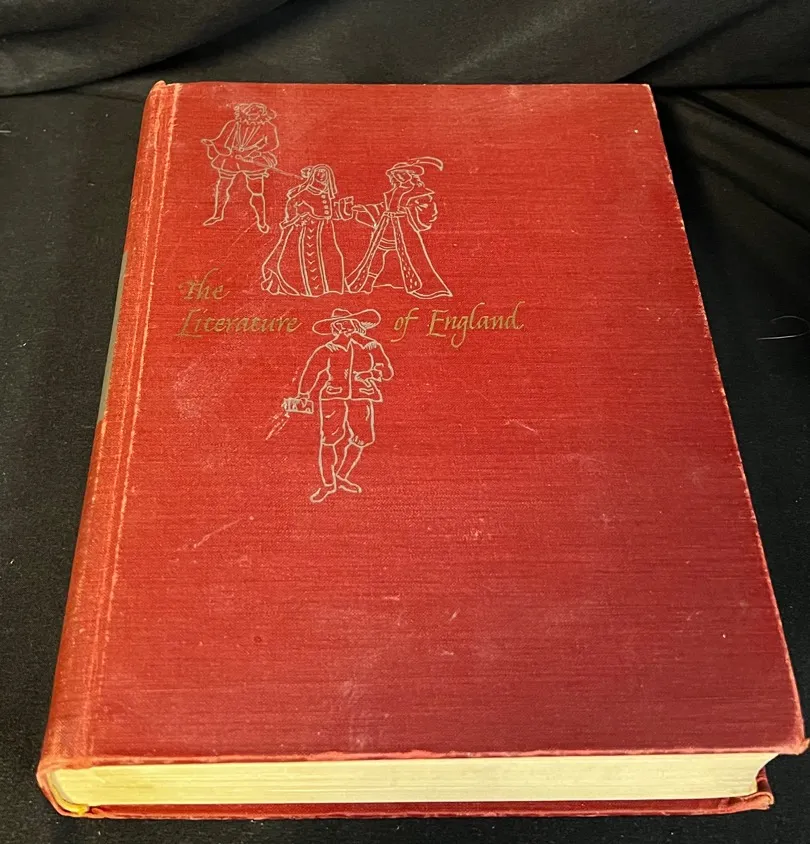 The
Literature of England